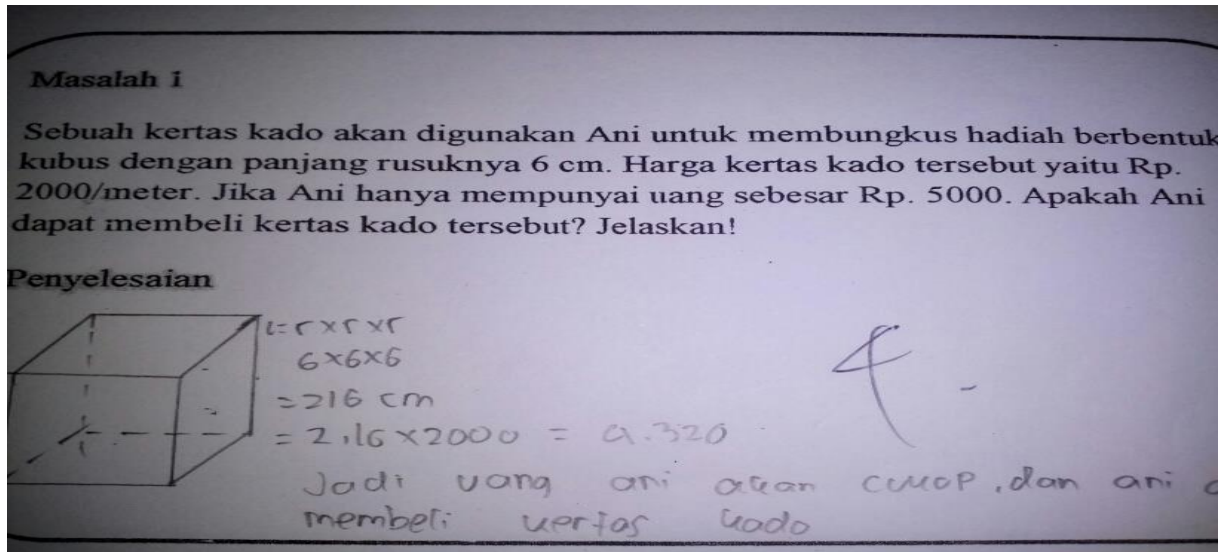 Masalah 1
Sebuah kertas kado akan digunakan Ani untuk membungkus hadiah berbentuk
kubus dengan panjang rusuknya 6 cm. Harga kertas kado tersebut yaitu Rp.
2000/meter. Jika Ani hanya mempunyai uang sebesar Rp. 5000. Apakah Ani
dapat membeli kertas kado tersebut? Jelaskan!
Penyelesaian
L=r×r×r
6×6×6
4
=216 cm
= 2,16×2000 = 4.320
Jadi uang ani akan cukop, dan ani
membeli kertas kado